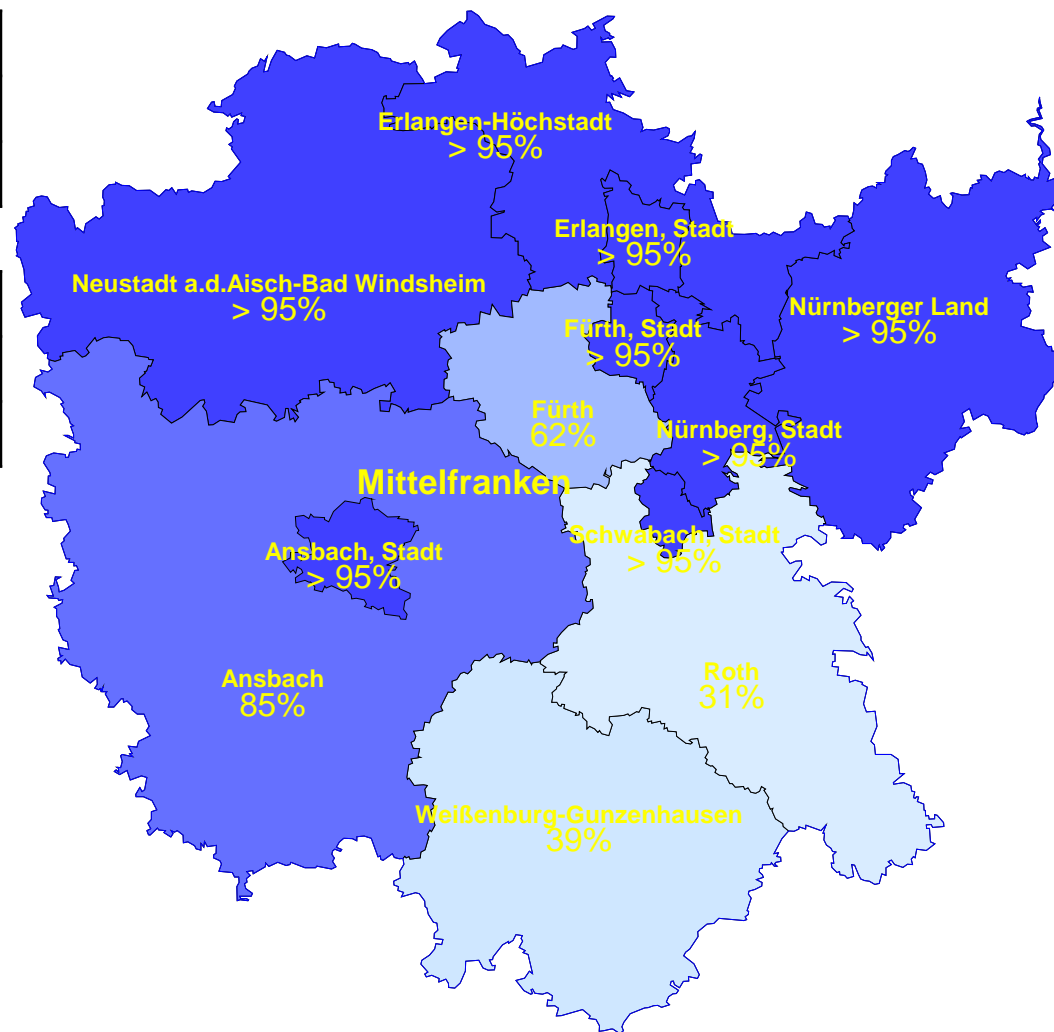 Erlangen-Höchstadt
> 95%
Erlangen, Stadt
> 95%
Neustadt a.d.Aisch-Bad Windsheim
> 95%
Nürnberger Land
> 95%
Fürth, Stadt
> 95%
Fürth
62%
Nürnberg, Stadt
> 95%
Mittelfranken
Schwabach, Stadt
> 95%
Ansbach, Stadt
> 95%
Roth
31%
Ansbach
85%
Weißenburg-Gunzenhausen
39%